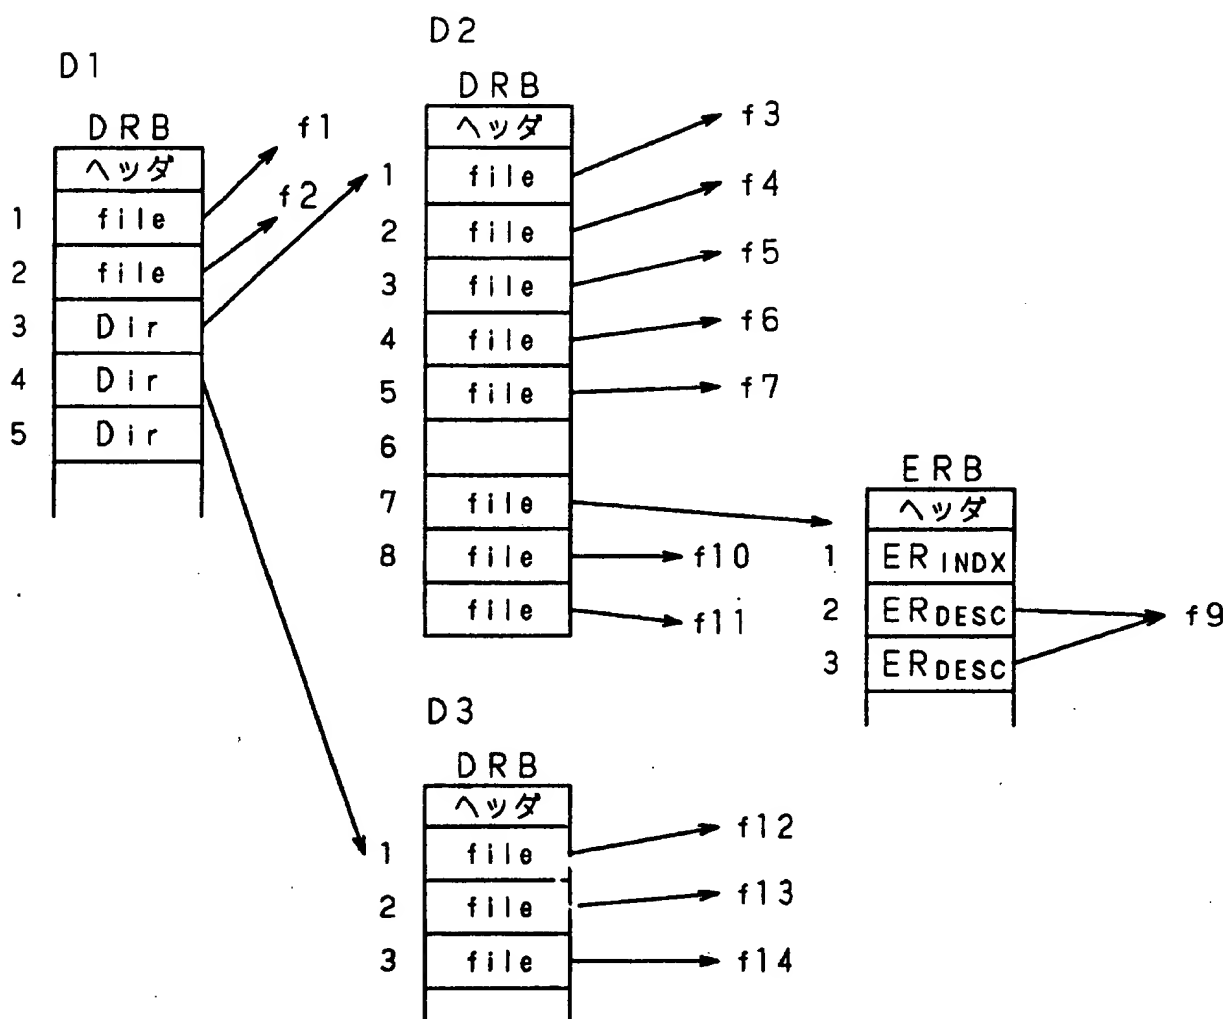 D1
DRB
ヘッダ
1 file f1
2 file f2
3 Dir
4 Dir
5 Dir
D2
DRB
ヘッダ
1 file f3
2 file f4
3 file f5
4 file f6
5 file f7
6
7 file
8 file f10
file f11
ERB
ヘッダ
1 ERINDX
2 ERDESC f9
3 ERDESC
D3
DRB
ヘッダ
1 file f12
2 file f13
3 file f14